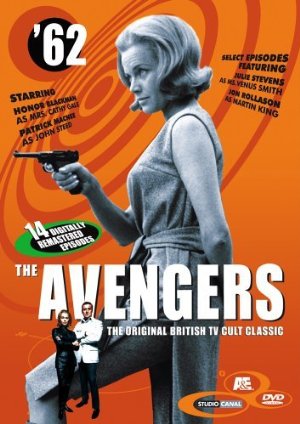 '62
STARRING
HONOR BLACKMAN
AS MRS. CATHY GALE
PATRICK MACNEE
AS JOHN STEED
SELECT EPISODES
FEATURING
JULIE STEVENS
AS MS. VENUS SMITH
JON ROLLASON
AS MARTIN KING
14 DIGITALLY
REMASTERED
EPISODES
THE AVENGERS
THE ORIGINAL BRITISH TV CULT CLASSIC
STUDIO CANAL
A&E
DVD